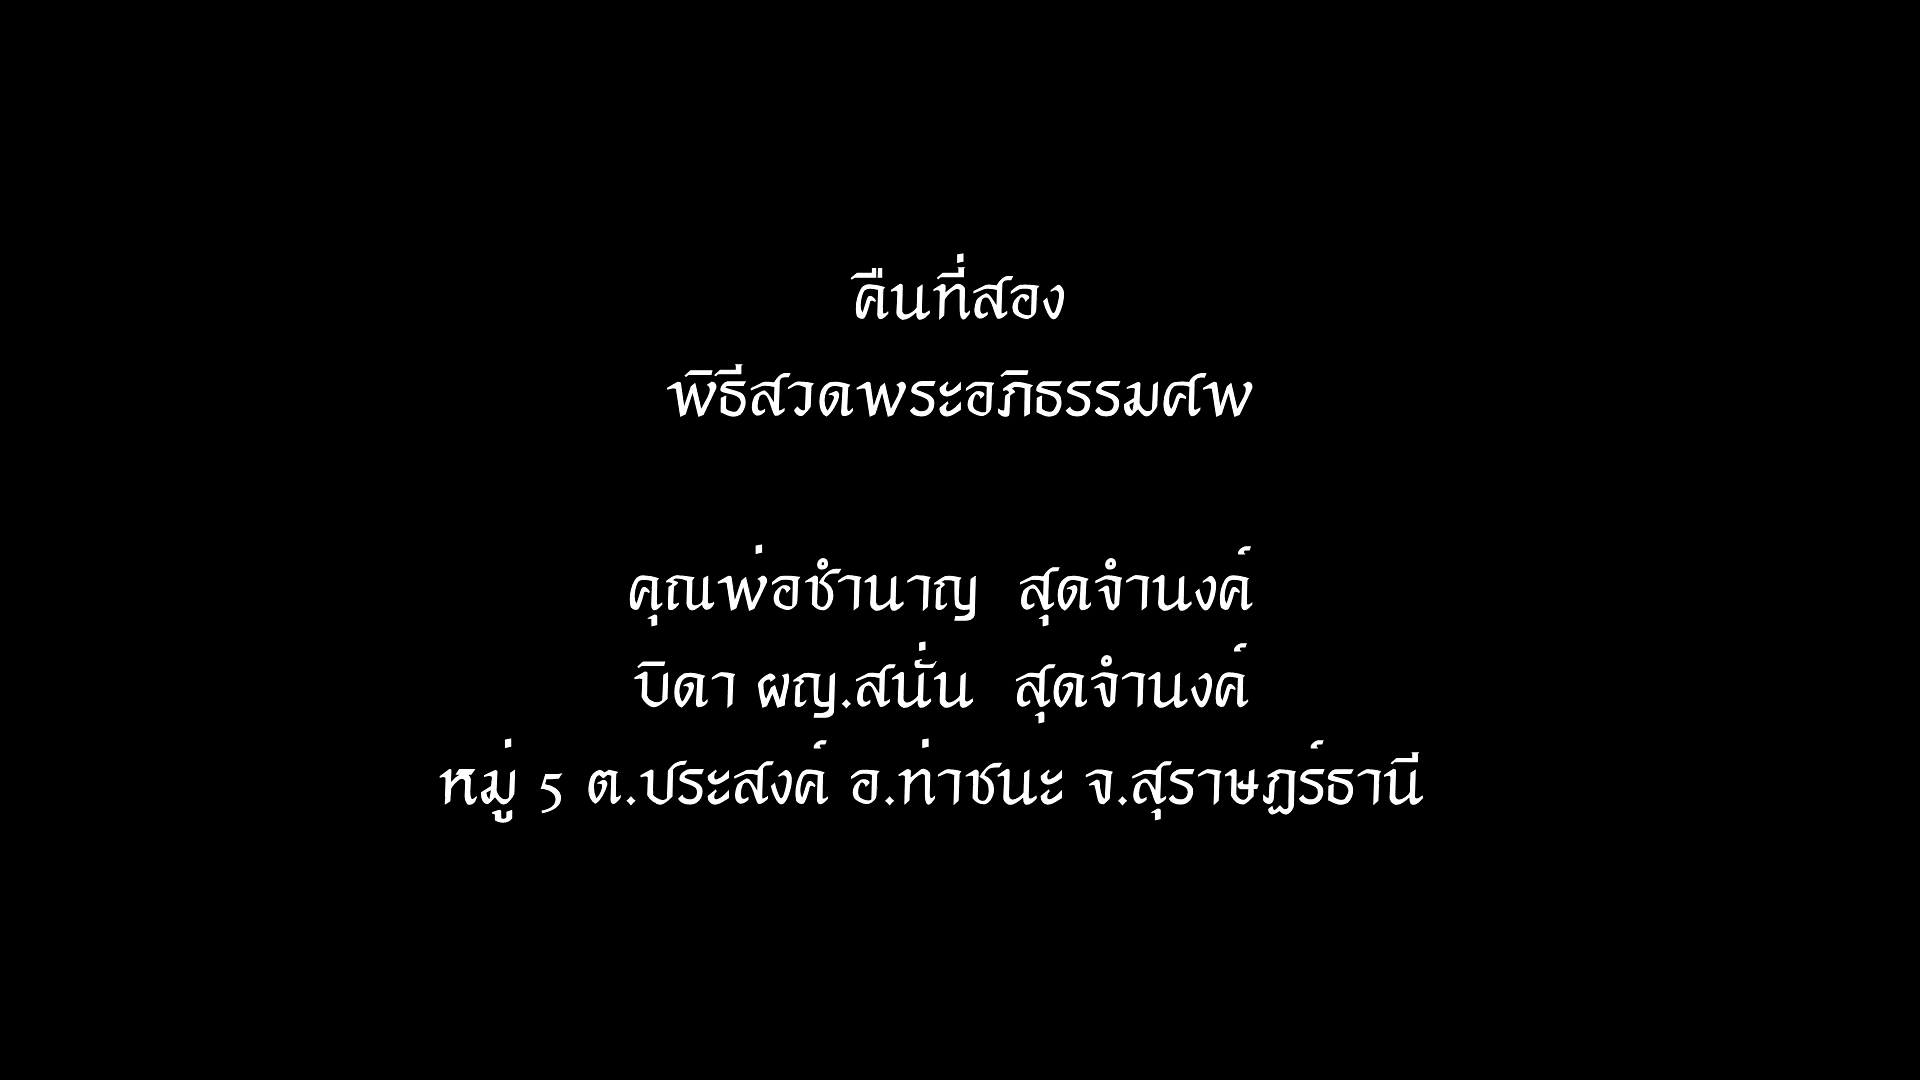 คืนที่สอง
พิธีสวดพระอภิธรรมศพ
คุณพ่อชำนาญ  สุดจำนงค์
บิดา ผญ.สนั่น  สุดจำนงค์
หมู่ 5 ต.ประสงค์ อ.ท่าชนะ จ.สุราษฎร์ธานี